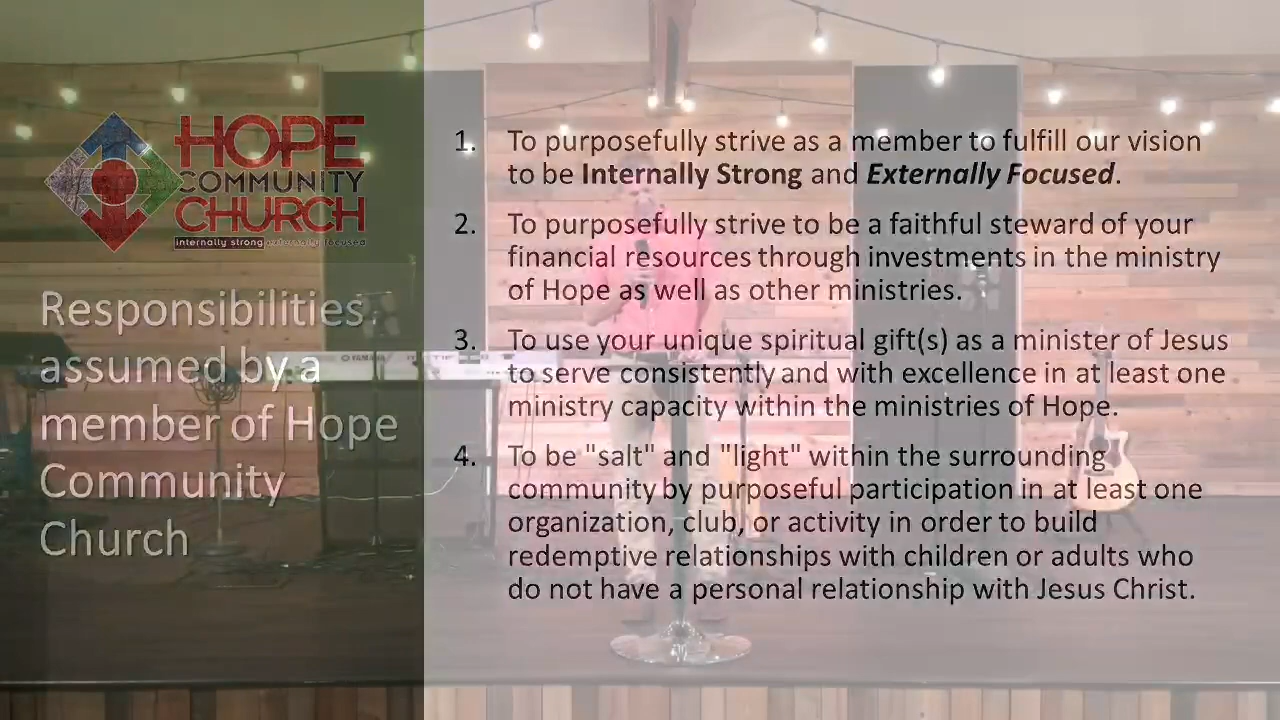 HOPE
COMMUNITY
CHURCH
internally strong externally focused
Responsibilities
assumed by a
member of Hope
Community
Church
1. To purposefully strive as a member to fulfill our vision
to be Internally Strong and Externally Focused.
2. To purposefully strive to be a faithful steward of your
financial resources through investments in the ministry
of Hope as well as other ministries.
3. To use your unique spiritual gift(s) as a minister of Jesus
to serve consistently and with excellence in at least one
ministry capacity within the ministries of Hope.
4. To be "salt" and "light" within the surrounding
community by purposeful participation in at least one
organization, club, or activity in order to build
redemptive relationships with children or adults who
do not have a personal relationship with Jesus Christ.
YAMAHA